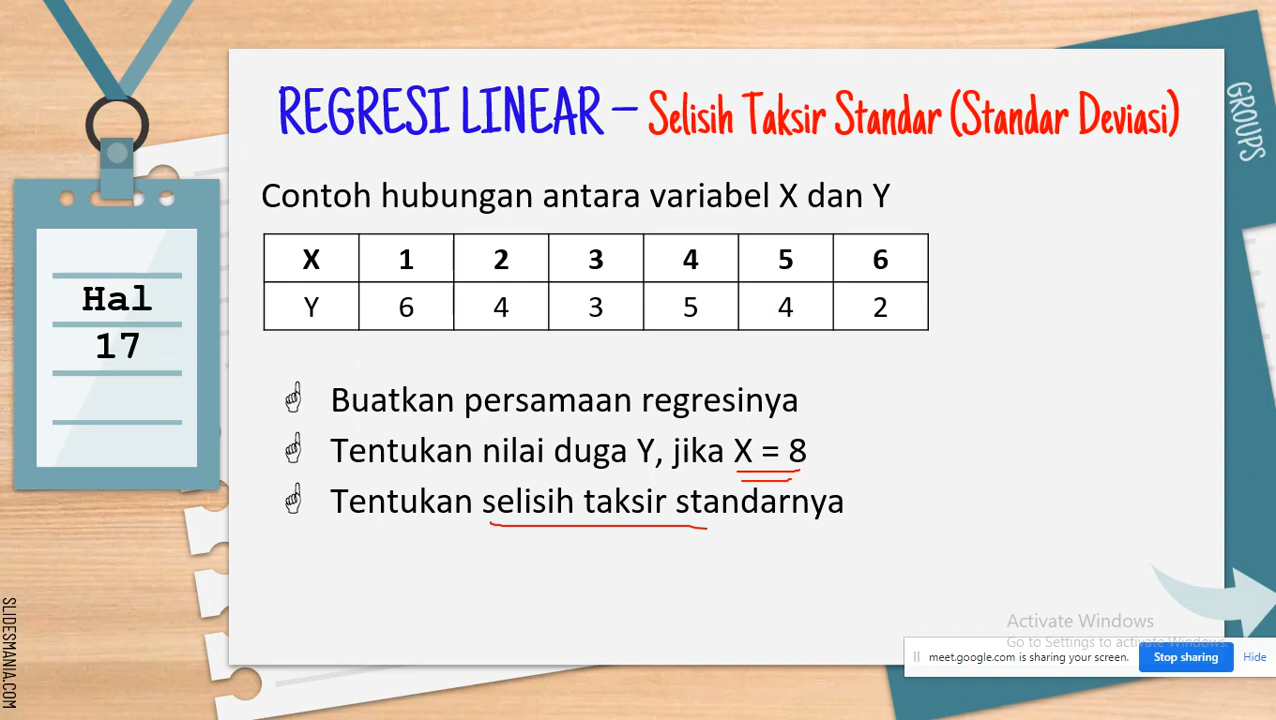 REGRESI LINEAR – Selisih Taksir Standar (Standar Deviasi)
GROUPS
Contoh hubungan antara variabel X dan Y
X 1 2 3 4 5 6
Y 6 4 3 5 4 2
Hal
17
Buatkan persamaan regresinya
Tentukan nilai duga Y, jika X = 8
Tentukan selisih taksir standarnya
SLIDESMANIA.COM
Activate Windows
Go to Settings to activate Windows.
meet.google.com is sharing your screen. Stop sharing Hide